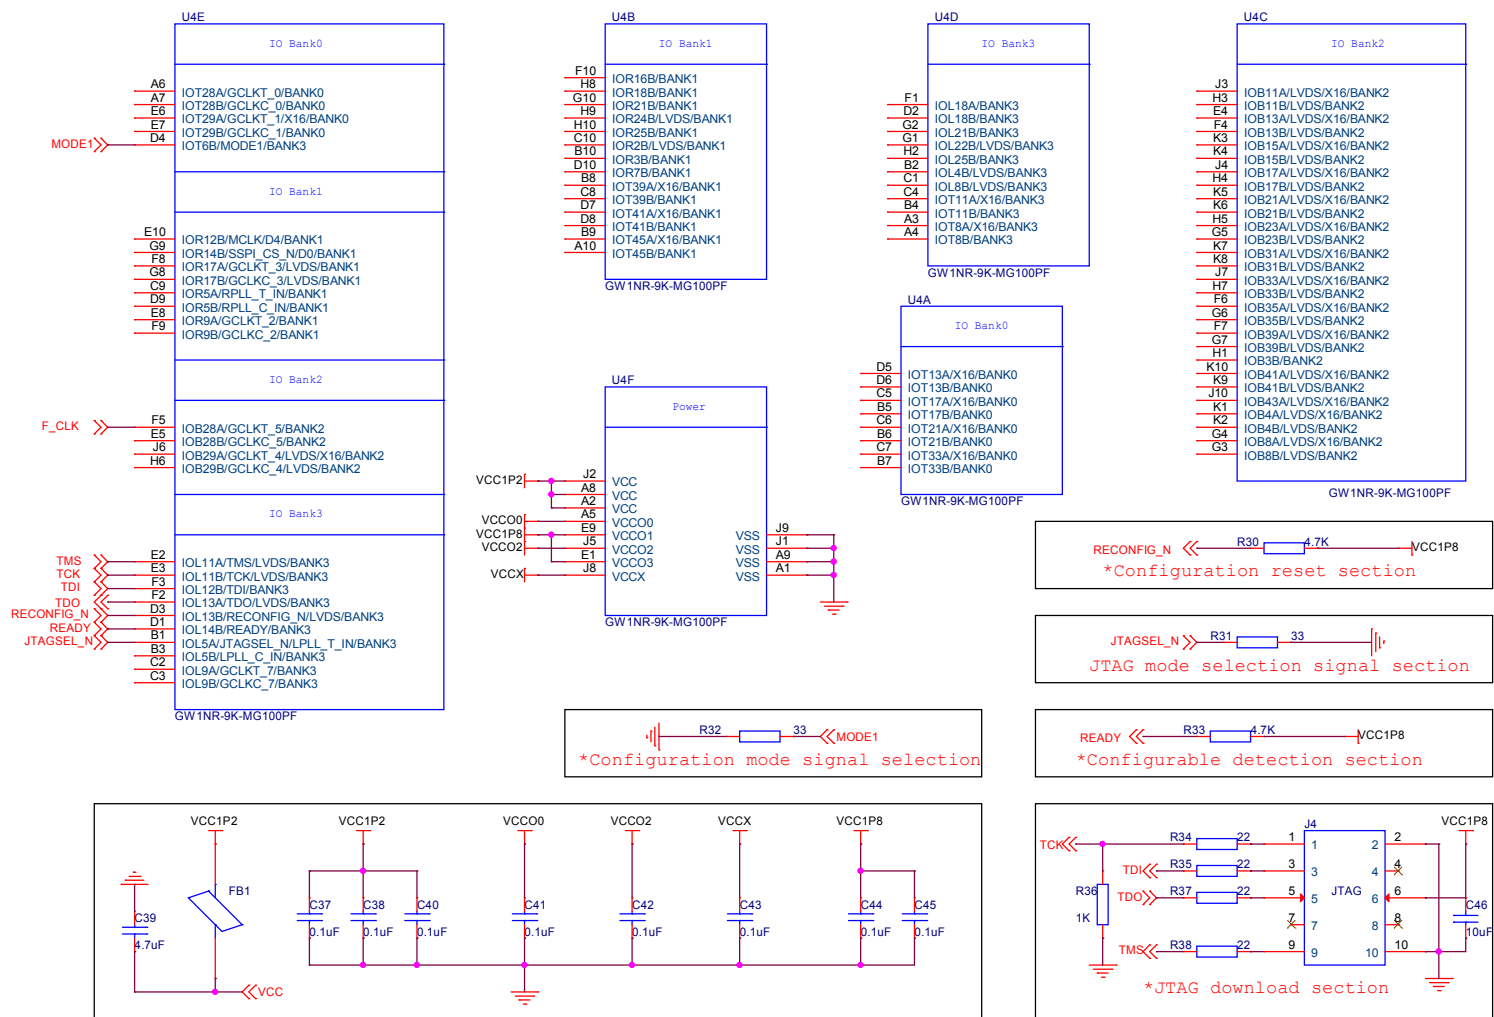 U4E
IO Bank0
A6 IOT28A/GCLKT_0/BANK0
A7 IOT28B/GCLKC_0/BANK0
E6 IOT29A/GCLKT_1/X16/BANK0
E7 IOT29B/GCLKC_1/BANK0
MODE1 D4 IOT6B/MODE1/BANK3
IO Bank1
E10 IOR12B/MCLK/D4/BANK1
G9 IOR14B/SSPI_CS_N/D0/BANK1
F8 IOR17A/GCLKT_3/LVDS/BANK1
G8 IOR17B/GCLKC_3/LVDS/BANK1
C9 IOR5A/RPLL_T_IN/BANK1
D9 IOR5B/RPLL_C_IN/BANK1
E8 IOR9A/GCLKT_2/BANK1
F9 IOR9B/GCLKC_2/BANK1
IO Bank2
F_CLK F5 IOB28A/GCLKT_5/BANK2
E5 IOB28B/GCLKC_5/BANK2
J6 IOB29A/GCLKT_4/LVDS/X16/BANK2
H6 IOB29B/GCLKC_4/LVDS/BANK2
IO Bank3
TMS E2 IOL11A/TMS/LVDS/BANK3
TCK E3 IOL11B/TCK/LVDS/BANK3
TDI F3 IOL12B/TDI/BANK3
TDO F2 IOL13A/TDO/LVDS/BANK3
RECONFIG_N D3 IOL13B/RECONFIG_N/LVDS/BANK3
READY D1 IOL14B/READY/BANK3
JTAGSEL_N B1 IOL5A/JTAGSEL_N/LPLL_T_IN/BANK3
B3 IOL5B/LPLL_C_IN/BANK3
C2 IOL9A/GCLKT_7/BANK3
C3 IOL9B/GCLKC_7/BANK3
GW1NR-9K-MG100PF
U4B
IO Bank1
F10 IOR16B/BANK1
H8 IOR18B/BANK1
G10 IOR21B/BANK1
H9 IOR24B/LVDS/BANK1
H10 IOR25B/BANK1
C10 IOR2B/LVDS/BANK1
B10 IOR3B/BANK1
D10 IOR7B/BANK1
B8 IOT39A/X16/BANK1
C8 IOT39B/BANK1
D7 IOT41A/X16/BANK1
D8 IOT41B/BANK1
B9 IOT45A/X16/BANK1
A10 IOT45B/BANK1
GW1NR-9K-MG100PF
U4D
IO Bank3
F1 IOL18A/BANK3
D2 IOL18B/BANK3
G2 IOL21B/BANK3
G1 IOL22B/LVDS/BANK3
H2 IOL25B/BANK3
B2 IOL4B/LVDS/BANK3
C1 IOL8B/LVDS/BANK3
C4 IOT11A/X16/BANK3
B4 IOT11B/BANK3
A3 IOT8A/X16/BANK3
A4 IOT8B/BANK3
GW1NR-9K-MG100PF
U4C
IO Bank2
J3 IOB11A/LVDS/X16/BANK2
H3 IOB11B/LVDS/BANK2
E4 IOB13A/LVDS/X16/BANK2
F4 IOB13B/LVDS/BANK2
K3 IOB15A/LVDS/X16/BANK2
K4 IOB15B/LVDS/BANK2
J4 IOB17A/LVDS/X16/BANK2
H4 IOB17B/LVDS/BANK2
K5 IOB21A/LVDS/X16/BANK2
K6 IOB21B/LVDS/BANK2
H5 IOB23A/LVDS/X16/BANK2
G5 IOB23B/LVDS/BANK2
K7 IOB31A/LVDS/X16/BANK2
K8 IOB31B/LVDS/BANK2
J7 IOB33A/LVDS/X16/BANK2
H7 IOB33B/LVDS/BANK2
F6 IOB35A/LVDS/X16/BANK2
G6 IOB35B/LVDS/BANK2
F7 IOB39A/LVDS/X16/BANK2
G7 IOB39B/LVDS/BANK2
H1 IOB3B/BANK2
K10 IOB41A/LVDS/X16/BANK2
K9 IOB41B/LVDS/BANK2
J10 IOB43A/LVDS/X16/BANK2
K1 IOB4A/LVDS/X16/BANK2
K2 IOB4B/LVDS/BANK2
G4 IOB8A/LVDS/X16/BANK2
G3 IOB8B/LVDS/BANK2
GW1NR-9K-MG100PF
U4A
IO Bank0
D5 IOT13A/X16/BANK0
D6 IOT13B/BANK0
C5 IOT17A/X16/BANK0
B5 IOT17B/BANK0
C6 IOT21A/X16/BANK0
B6 IOT21B/BANK0
C7 IOT33A/X16/BANK0
B7 IOT33B/BANK0
GW1NR-9K-MG100PF
U4F
Power
VCC1P2 J2 VCC
A8 VCC
A2 VCC
VCCO0 A5 VCCO0
VCC1P8 E9 VCCO1 VSS J9
VCCO2 J5 VCCO2 VSS J1
E1 VCCO3 VSS A9
VCCX J8 VCCX VSS A1
GW1NR-9K-MG100PF
RECONFIG_N R30 4.7K VCC1P8
*Configuration reset section
JTAGSEL_N R31 33
JTAG mode selection signal section
R32 33 MODE1
*Configuration mode signal selection
READY R33 4.7K VCC1P8
*Configurable detection section
VCC1P2 VCC1P2 VCCO0 VCCO2 VCCX VCC1P8
FB1
C39 C37 C38 C40 C41 C42 C43 C44 C45
4.7uF 0.1uF 0.1uF 0.1uF 0.1uF 0.1uF 0.1uF 0.1uF 0.1uF
VCC
J4 VCC1P8
TCK R34 22 1 1 2 2
TDI R35 22 3 3 4 4
JTAG
R36 1K
TDO R37 22 5 5 6 6
C46 10uF
7 7 8 8
TMS R38 22 9 9 10 10
*JTAG download section